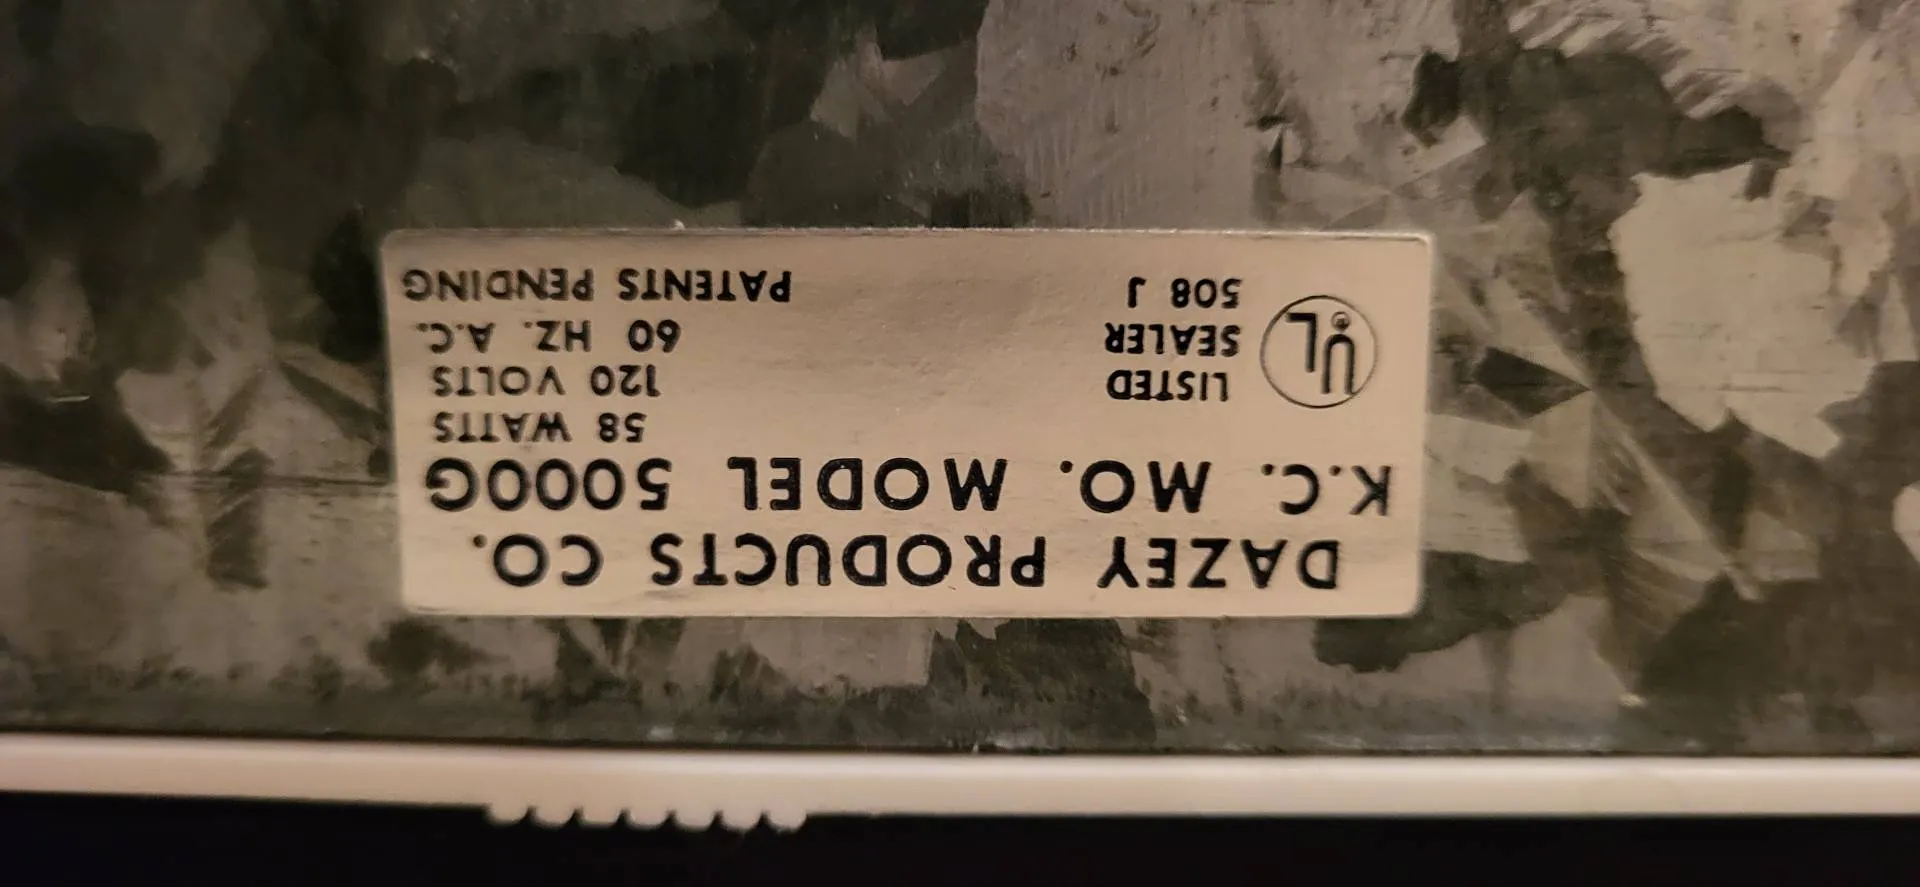 DAZEY PRODUCTS CO.
K.C. MO. MODEL 5000G
UL ®
LISTED
SEALER
508 J
58 WATTS
120 VOLTS
60 HZ. A.C.
PATENTS PENDING